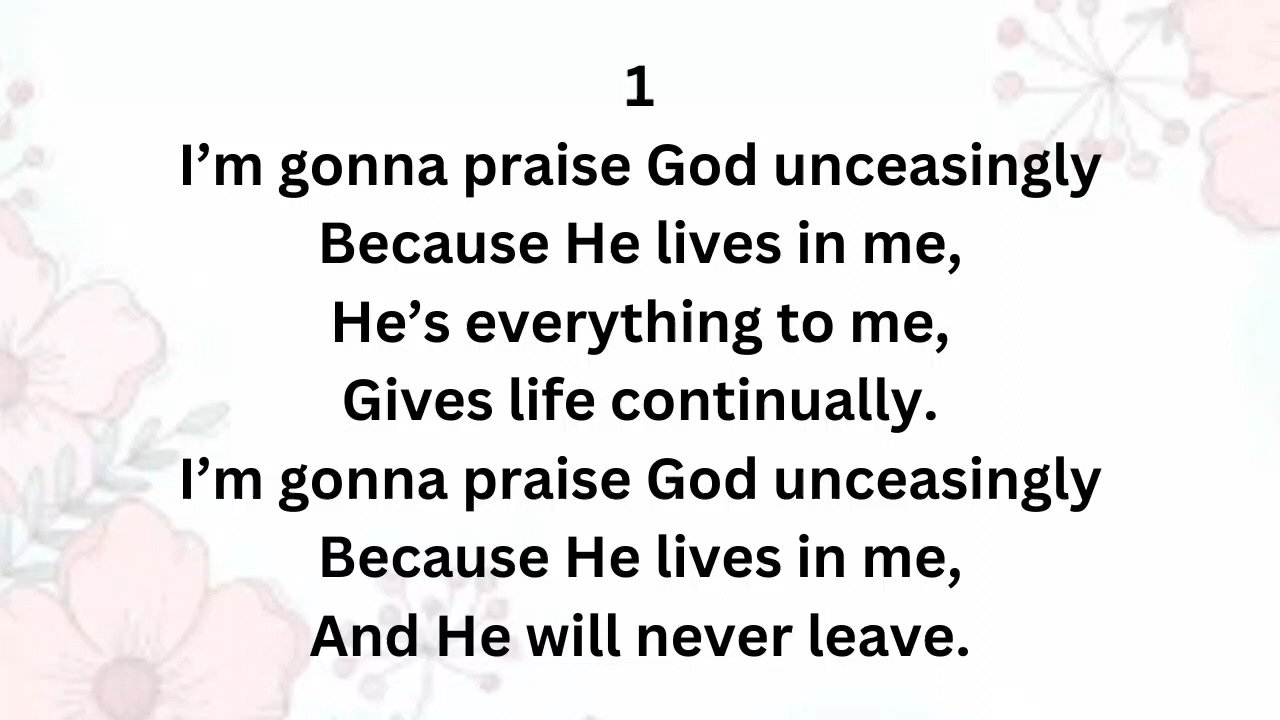 1
I’m gonna praise God unceasingly
Because He lives in me,
He’s everything to me,
Gives life continually.
I’m gonna praise God unceasingly
Because He lives in me,
And He will never leave.